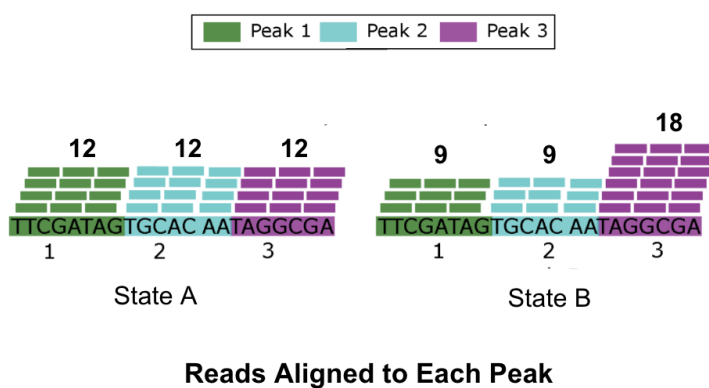 Peak 1 Peak 2 Peak 3
12 12 12
TTCGATAGTGCAC AATAGGCGA
1 2 3
State A
9 9 18
TTCGATAGTGCAC AATAGGCGA
1 2 3
State B
Reads Aligned to Each Peak